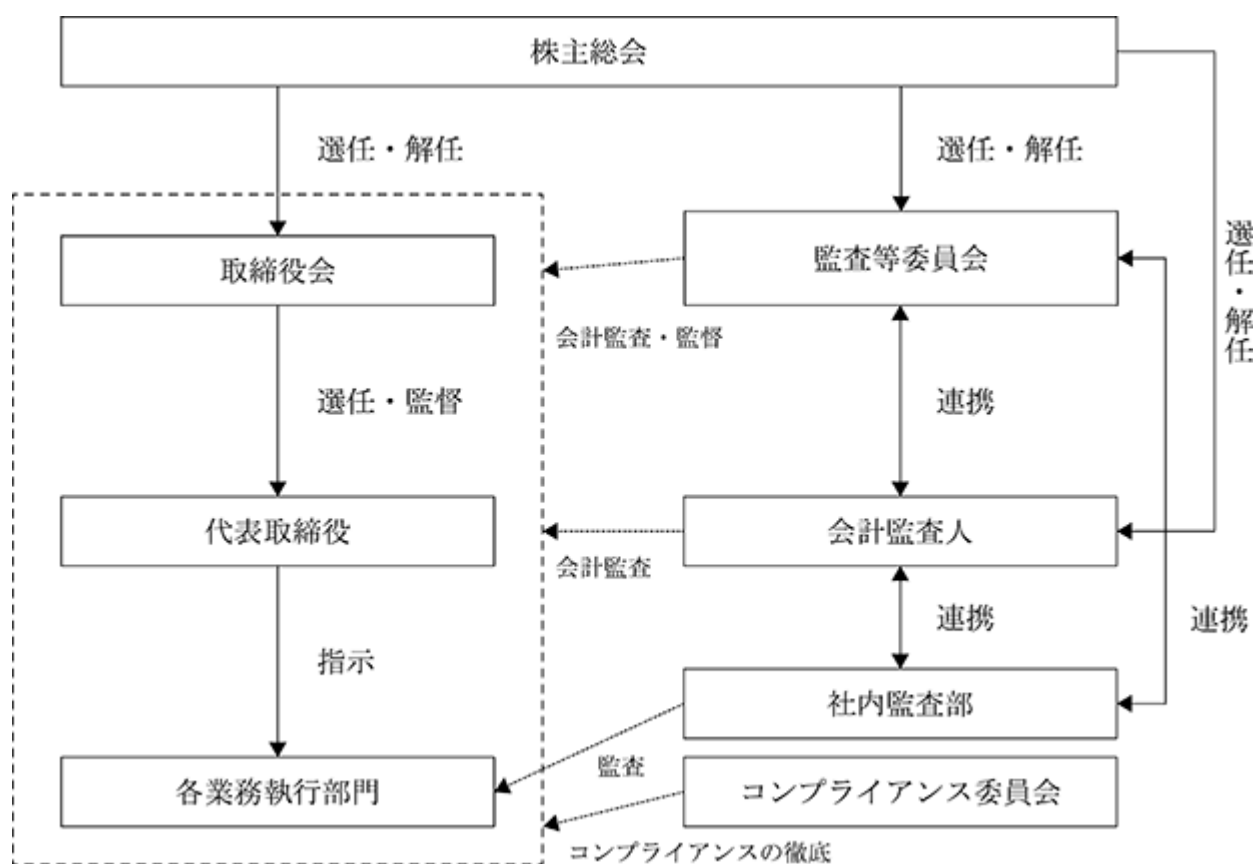 株主総会
選任・解任
選任・解任
選任・解任
取締役会
監査等委員会
会計監査・監督
選任・監督
連携
代表取締役
会計監査人
会計監査
連携
連携
指示
社内監査部
監査
各業務執行部門
コンプライアンス委員会
コンプライアンスの徹底